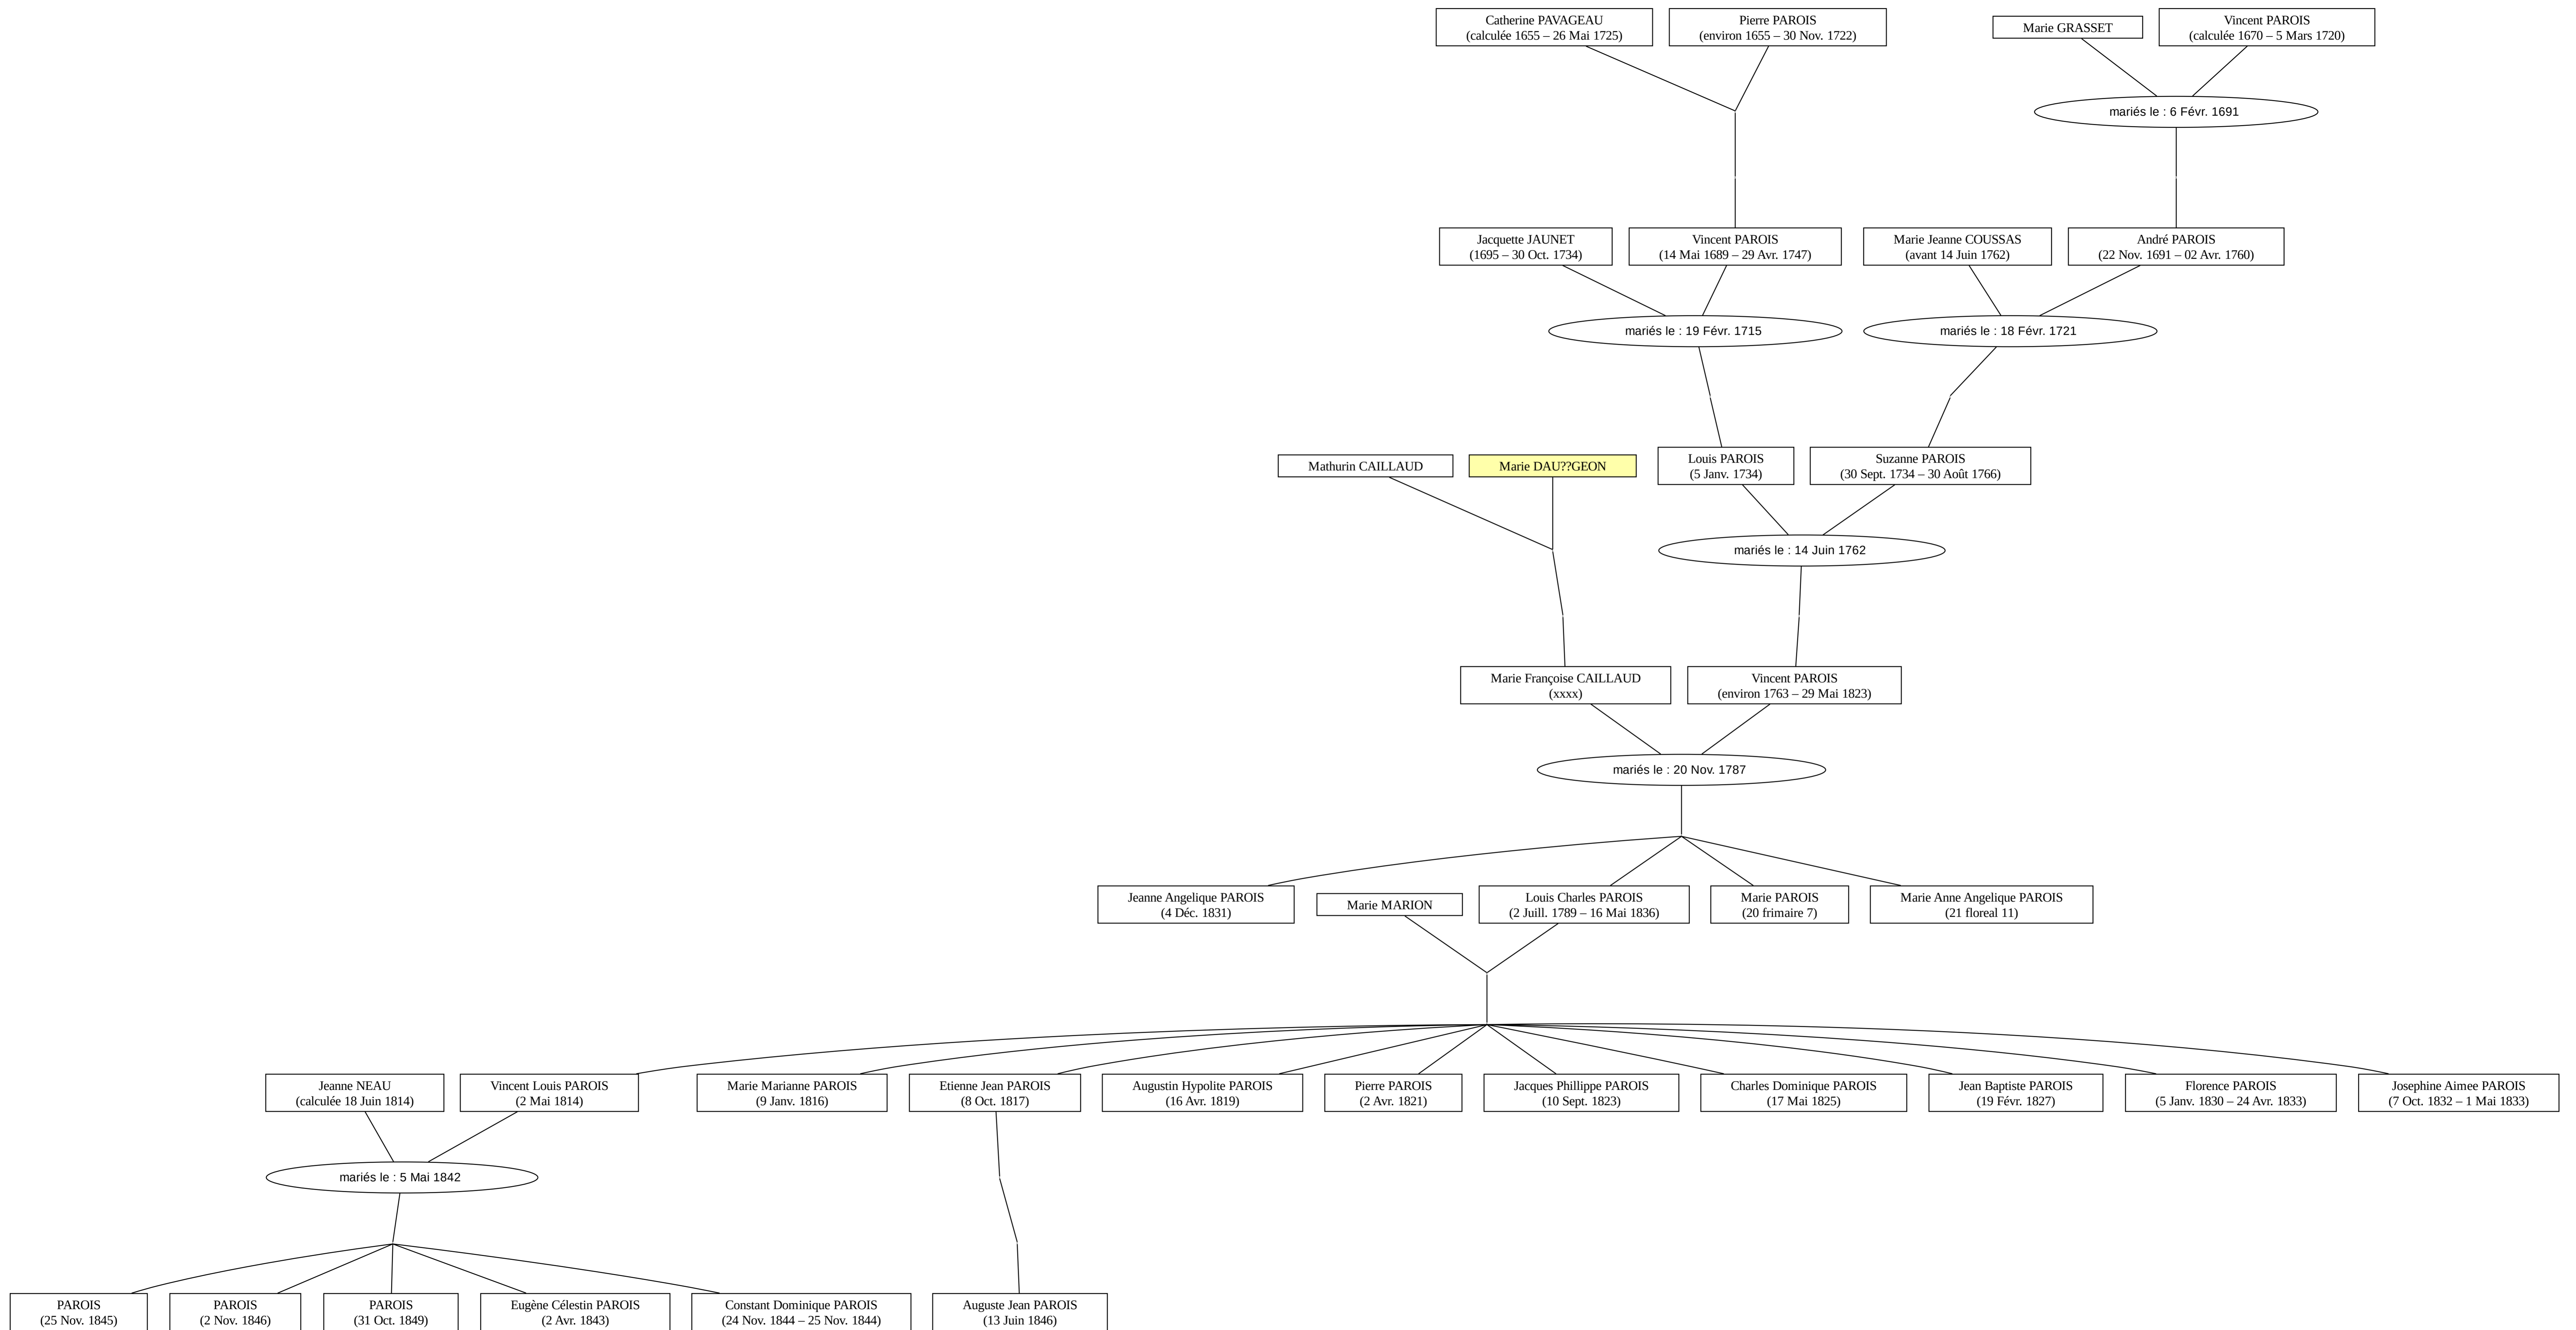 Catherine PAVAGEAU
(calculée 1655 – 26 Mai 1725)
Pierre PAROIS
(environ 1655 – 30 Nov. 1722)
Marie GRASSET
Vincent PAROIS
(calculée 1670 – 5 Mars 1720)
mariés le : 6 Févr. 1691
Jacquette JAUNET
(1695 – 30 Oct. 1734)
Vincent PAROIS
(14 Mai 1689 – 29 Avr. 1747)
Marie Jeanne COUSSAS
(avant 14 Juin 1762)
André PAROIS
(22 Nov. 1691 – 02 Avr. 1760)
mariés le : 19 Févr. 1715
mariés le : 18 Févr. 1721
Mathurin CAILLAUD
Marie DAU??GEON
Louis PAROIS
(5 Janv. 1734)
Suzanne PAROIS
(30 Sept. 1734 – 30 Août 1766)
mariés le : 14 Juin 1762
Marie Françoise CAILLAUD
(xxxx)
Vincent PAROIS
(environ 1763 – 29 Mai 1823)
mariés le : 20 Nov. 1787
Jeanne Angelique PAROIS
(4 Déc. 1831)
Marie MARION
Louis Charles PAROIS
(2 Juill. 1789 – 16 Mai 1836)
Marie PAROIS
(20 frimaire 7)
Marie Anne Angelique PAROIS
(21 floreal 11)
Jeanne NEAU
(calculée 18 Juin 1814)
Vincent Louis PAROIS
(2 Mai 1814)
Marie Marianne PAROIS
(9 Janv. 1816)
Etienne Jean PAROIS
(8 Oct. 1817)
Augustin Hypolite PAROIS
(16 Avr. 1819)
Pierre PAROIS
(2 Avr. 1821)
Jacques Phillippe PAROIS
(10 Sept. 1823)
Charles Dominique PAROIS
(17 Mai 1825)
Jean Baptiste PAROIS
(19 Févr. 1827)
Florence PAROIS
(5 Janv. 1830 – 24 Avr. 1833)
Josephine Aimee PAROIS
(7 Oct. 1832 – 1 Mai 1833)
mariés le : 5 Mai 1842
PAROIS
(25 Nov. 1845)
PAROIS
(2 Nov. 1846)
PAROIS
(31 Oct. 1849)
Eugène Célestin PAROIS
(2 Avr. 1843)
Constant Dominique PAROIS
(24 Nov. 1844 – 25 Nov. 1844)
Auguste Jean PAROIS
(13 Juin 1846)